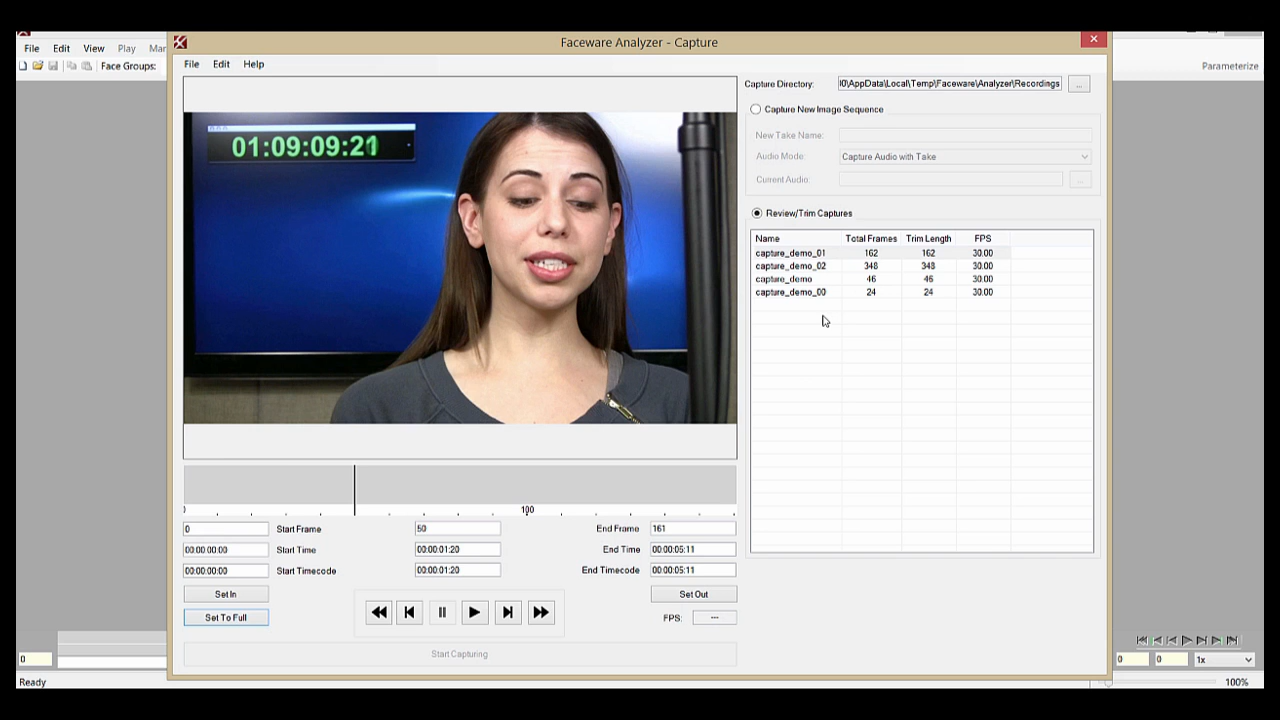 Faceware Analyzer - Capture
File Edit View Play
Face Groups:
Parameterize
File Edit Help
01:09:09:21
Capture Directory: \AppData\Local\Temp\Faceware\Analyzer\Recordings ...
Capture New Image Sequence
New Take Name:
Audio Mode: Capture Audio with Take
Current Audio: ...
Review/Trim Captures
Name Total Frames Trim Length FPS
capture_demo_01 162 162 30.00
capture_demo_02 348 348 30.00
capture_demo 46 46 30.00
capture_demo_00 24 24 30.00
0 100
0 Start Frame 50 End Frame 161
00:00:00:00 Start Time 00:00:01:20 End Time 00:00:05:11
00:00:00:00 Start Timecode 00:00:01:20 End Timecode 00:00:05:11
Set In Set Out
Set To Full FPS: ---
Start Capturing
0 0 0 1x
Ready 100%